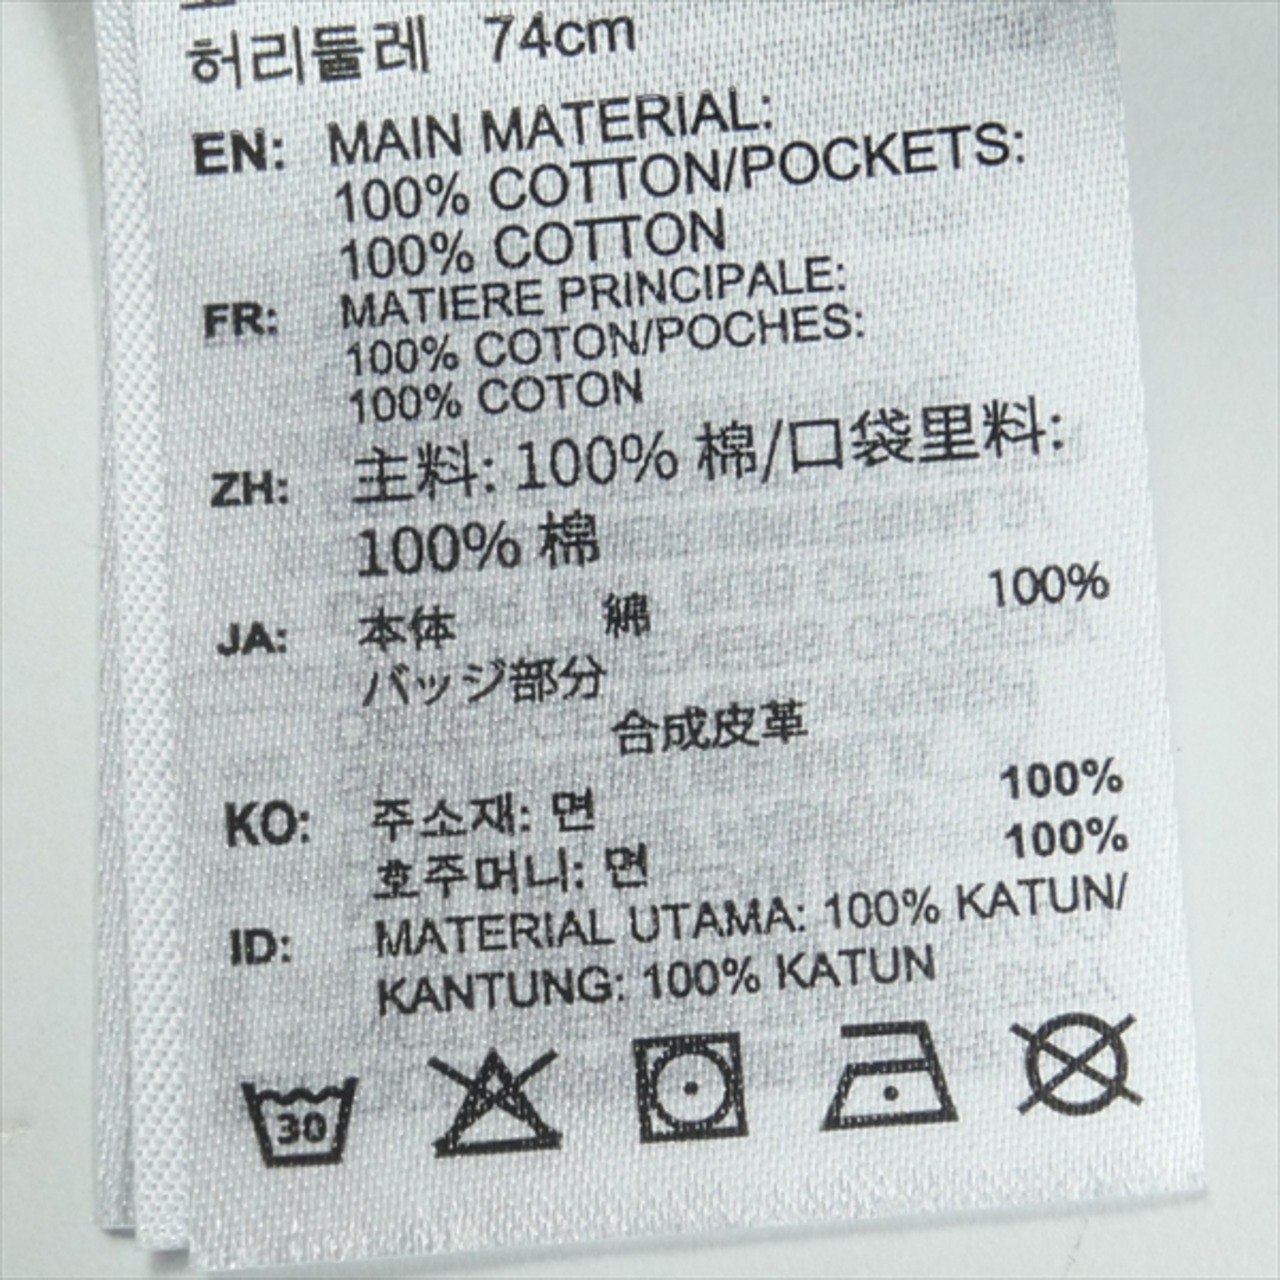 허리둘레 74cm
EN: MAIN MATERIAL:
100% COTTON/POCKETS:
100% COTTON
FR: MATIERE PRINCIPALE:
100% COTON/POCHES:
100% COTON
ZH: 主料: 100% 棉/口袋里料:
100% 棉
JA: 本体 綿 100%
バッジ部分
合成皮革
KO: 주소재: 면 100%
호주머니: 면 100%
ID: MATERIAL UTAMA: 100% KATUN/
KANTUNG: 100% KATUN
30